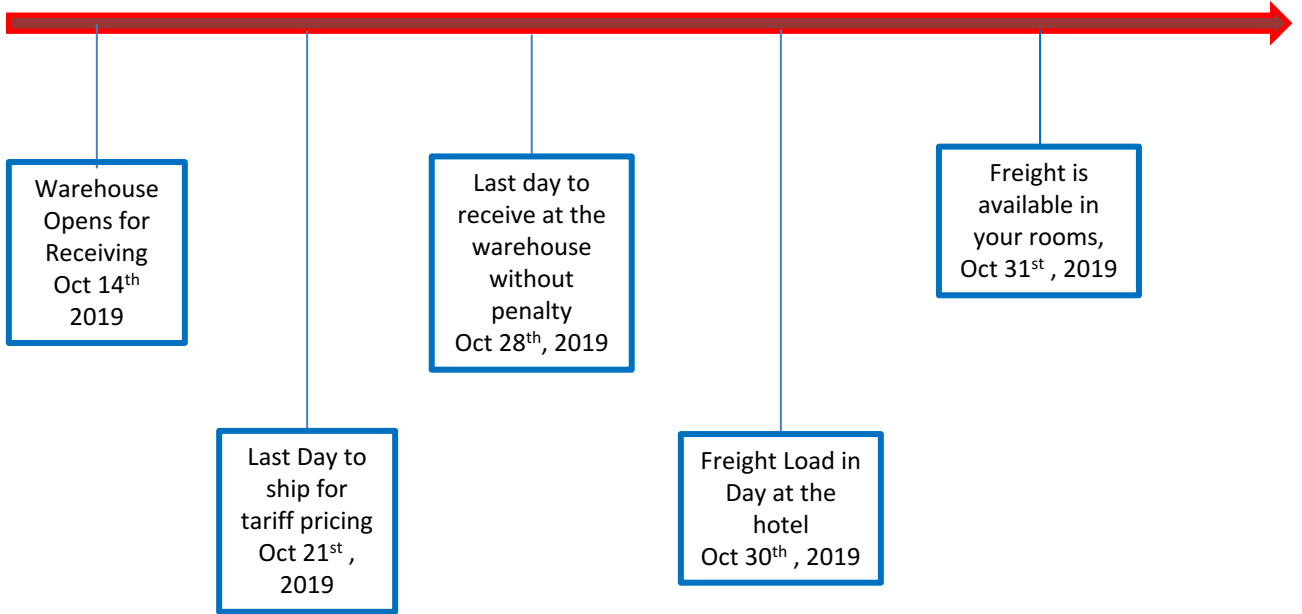 Warehouse
Opens for
Receiving
Oct 14th
2019
Last Day to
ship for
tariff pricing
Oct 21st ,
2019
Last day to
receive at the
warehouse
without
penalty
Oct 28th, 2019
Freight Load in
Day at the
hotel
Oct 30th , 2019
Freight is
available in
your rooms,
Oct 31st , 2019